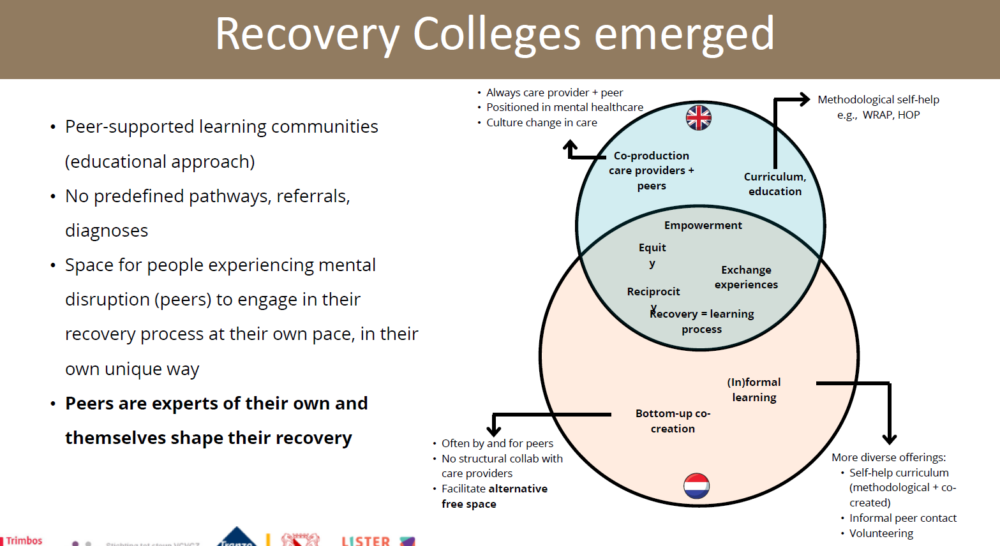 Recovery Colleges emerged
• Peer-supported learning communities
(educational approach)
• No predefined pathways, referrals,
diagnoses
• Space for people experiencing mental
disruption (peers) to engage in their
recovery process at their own pace, in their
own unique way
• Peers are experts of their own and
themselves shape their recovery
• Always care provider + peer
• Positioned in mental healthcare
• Culture change in care
Methodological self-help
e.g., WRAP, HOP
Co-production
care providers +
peers
Curriculum,
education
Empowerment
Equit
y
Exchange
experiences
Reciprocit
y
Recovery = learning
process
(In)formal
learning
Bottom-up co-
creation
• Often by and for peers
• No structural collab with
care providers
• Facilitate alternative
free space
More diverse offerings:
• Self-help curriculum
(methodological + co-
created)
• Informal peer contact
• Volunteering
Trimbos
Stichting tot steun VCVGZ
Tranzo
LISTER